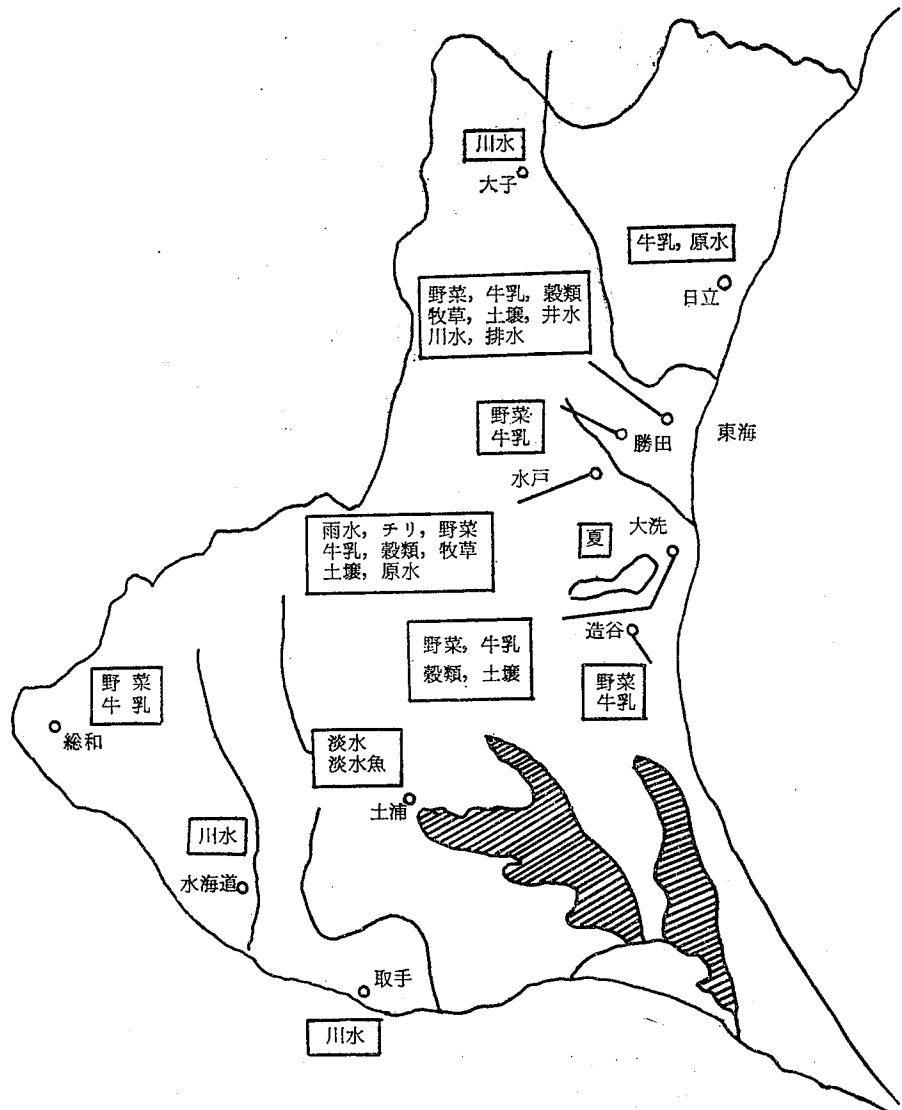 川水
大子
牛乳，原水
日立
野菜，牛乳，穀類
牧草，土壌，井水
川水，排水
野菜
牛乳
勝田
東海
水戸
雨水，チリ，野菜
牛乳，穀類，牧草
土壌，原水
夏
大洗
造谷
野菜，牛乳
穀類，土壌
野菜
牛乳
野菜
牛乳
総和
淡水
淡水魚
土浦
川水
水海道
取手
川水